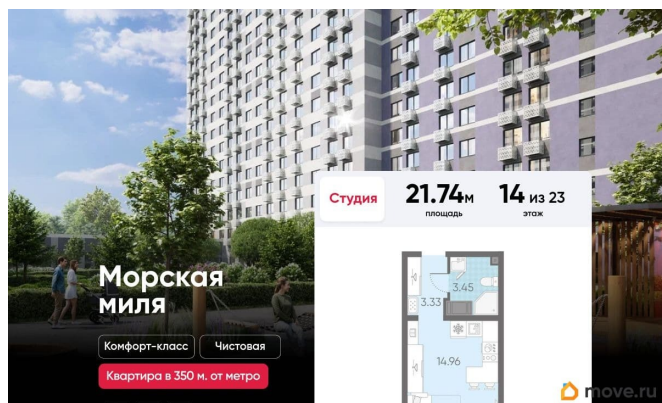 Студия
21.74м
площадь
14 из 23
этаж
3.45
3.33
14.96
Морская
миля
Комфорт-класс
Чистовая
Квартира в 350 м. от метро
move.ru